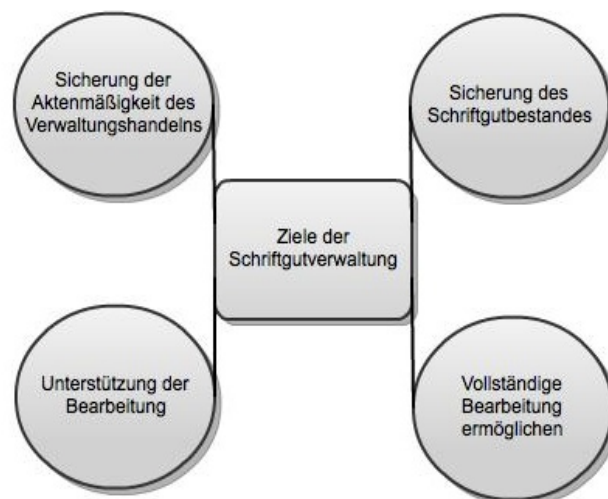 Sicherung der
Aktenmäßigkeit des
Verwaltungshandelns
Sicherung des
Schriftgutbestandes
Ziele der
Schriftgutverwaltung
Unterstützung der
Bearbeitung
Vollständige
Bearbeitung
ermöglichen